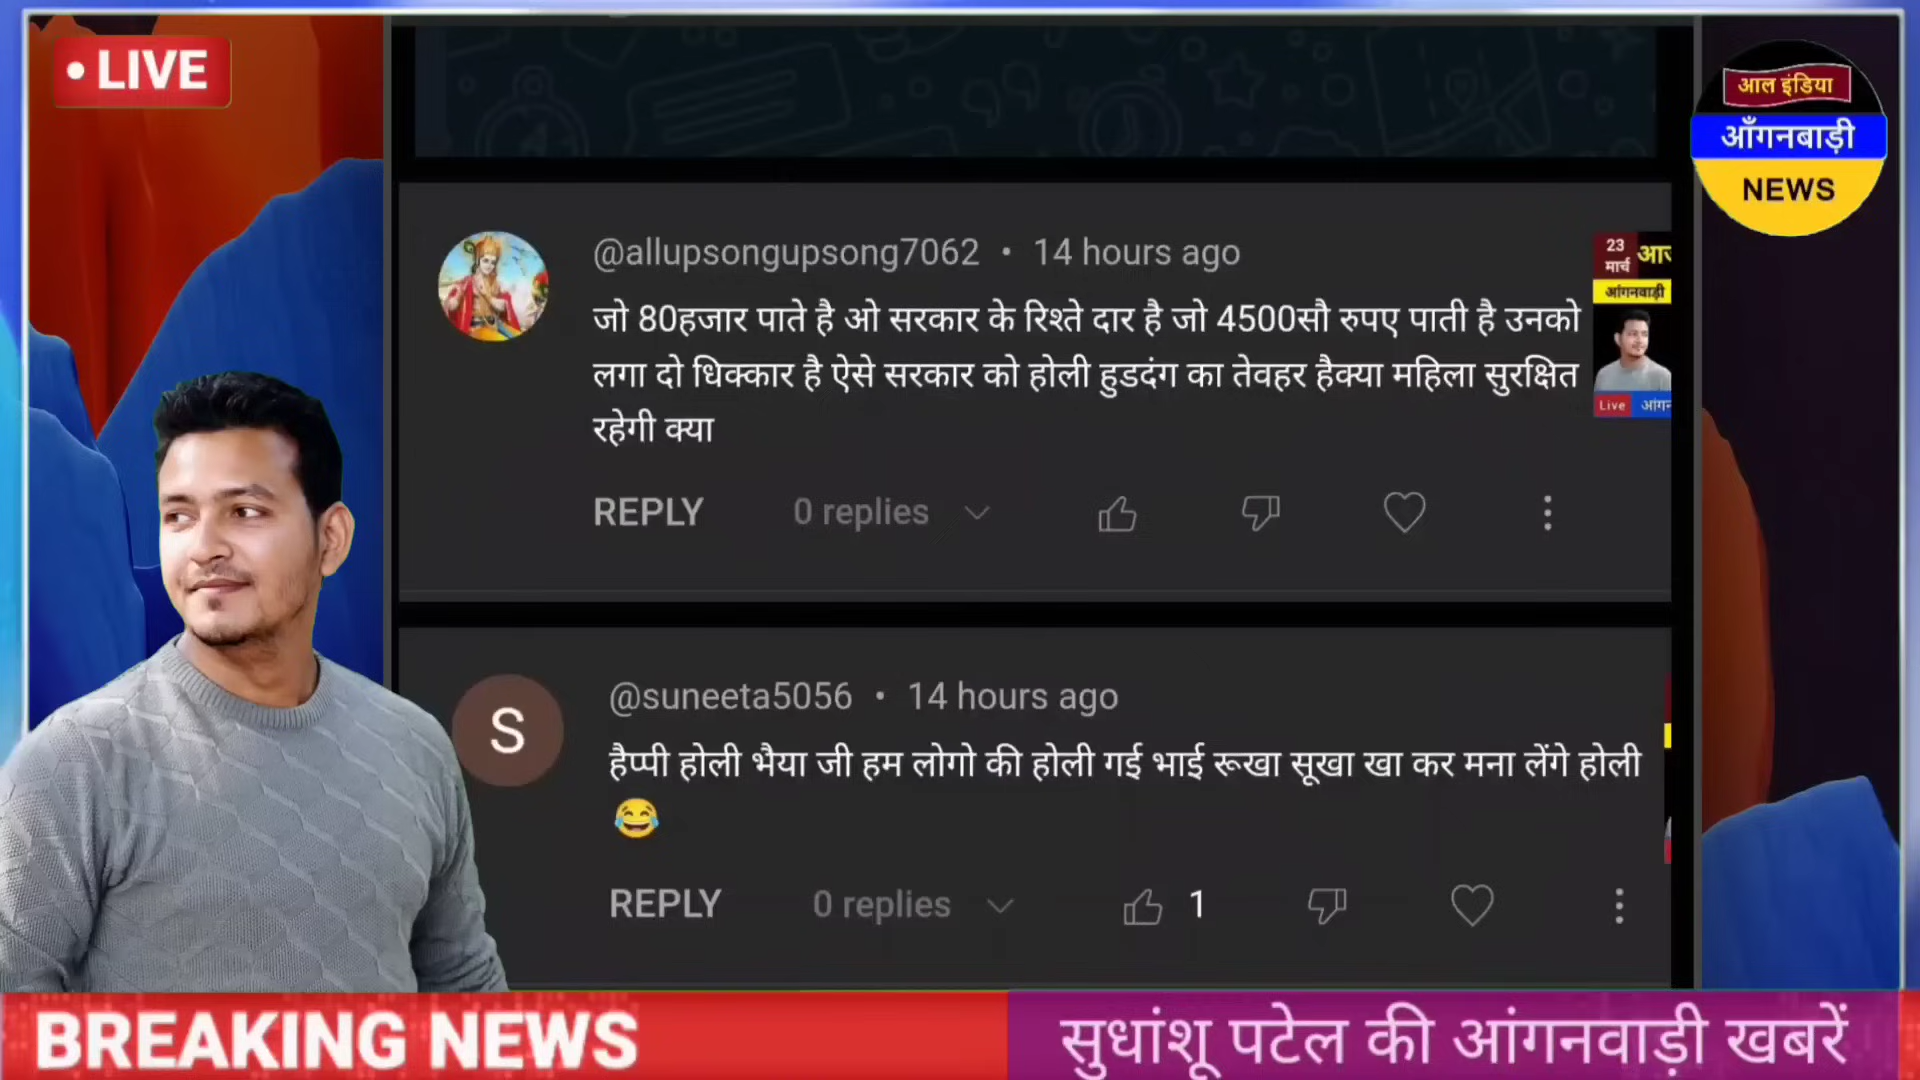 LIVE
आल इंडिया
आँगनबाड़ी
NEWS
@allupsongupsong7062 • 14 hours ago
जो 80हजार पाते है ओ सरकार के रिश्ते दार है जो 4500सौ रुपए पाती है उनको
लगा दो धिक्कार है ऐसे सरकार को होली हुडदंग का तेवहर हैक्या महिला सुरक्षित
रहेगी क्या
23
मार्च
आंगनवाड़ी
Live
REPLY 0 replies
@suneeta5056 • 14 hours ago
S
हैप्पी होली भैया जी हम लोगो की होली गई भाई रूखा सूखा खा कर मना लेंगे होली
😂
REPLY 0 replies 1
BREAKING NEWS
सुधांशू पटेल की आंगनवाड़ी खबरें